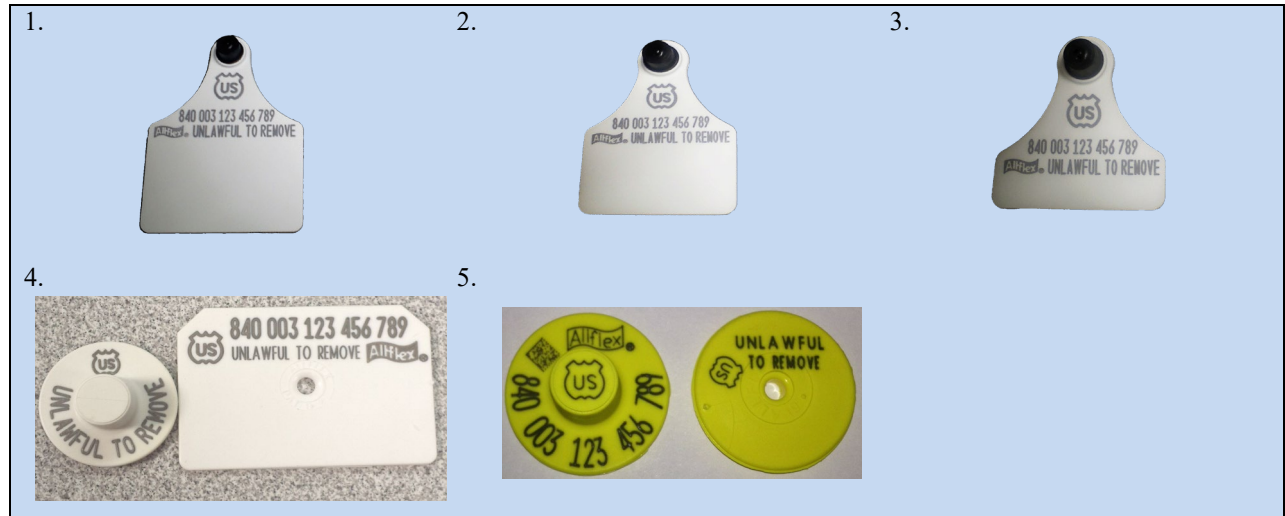 1.
US
840 003 123 456 789
Allflex® UNLAWFUL TO REMOVE
2.
US
840 003 123 456 789
Allflex® UNLAWFUL TO REMOVE
3.
US
840 003 123 456 789
Allflex® UNLAWFUL TO REMOVE
4.
US
UNLAWFUL TO REMOVE
US
840 003 123 456 789
UNLAWFUL TO REMOVE Allflex®
5.
Allflex®
US
840 003 123 456 789
UNLAWFUL
TO REMOVE
US